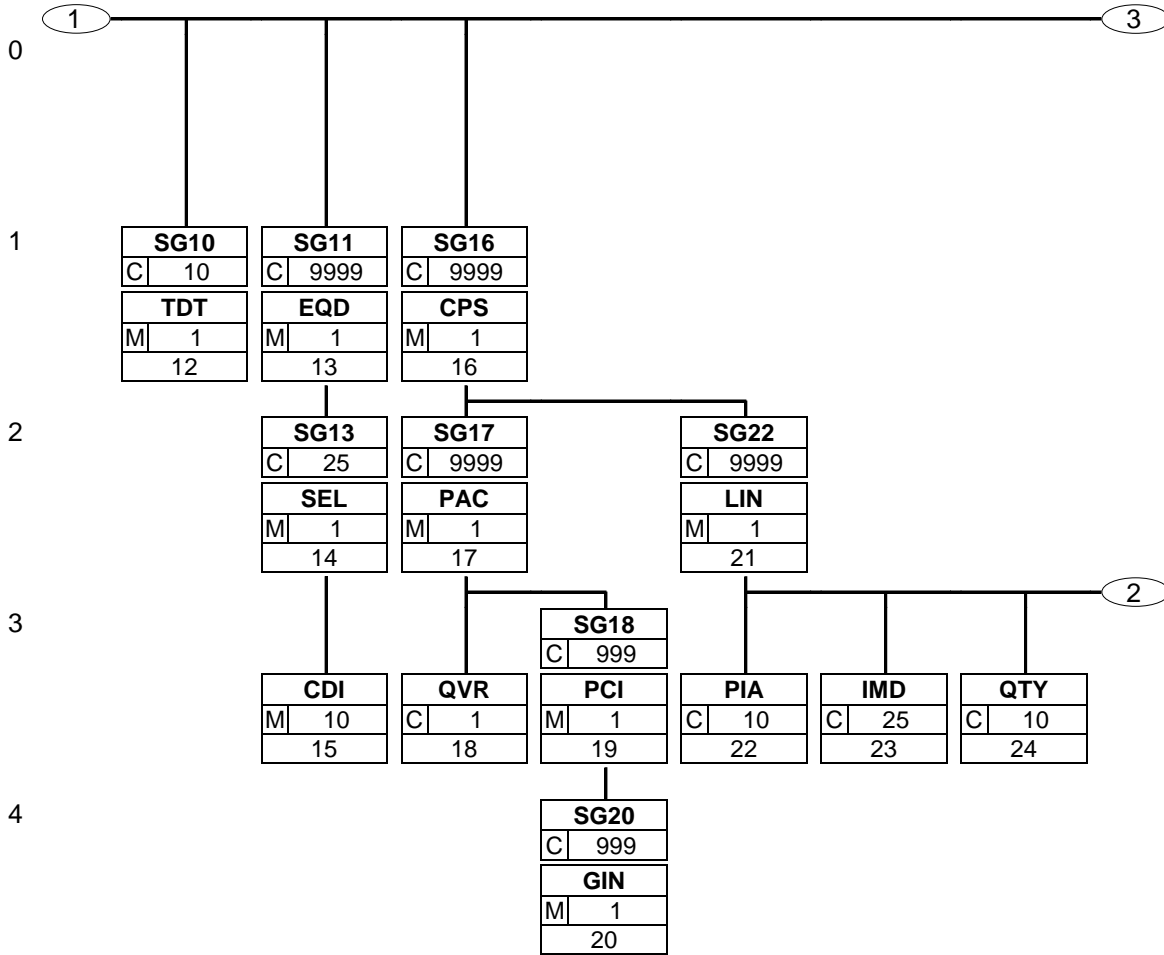 1 3
0
1 SG10 SG11 SG16
C 10 C 9999 C 9999
TDT EQD CPS
M 1 M 1 M 1
12 13 16
2 SG13 SG17 SG22
C 25 C 9999 C 9999
SEL PAC LIN
M 1 M 1 M 1
14 17 21
2
3 SG18
C 999
CDI QVR PCI PIA IMD QTY
M 10 C 1 M 1 C 10 C 25 C 10
15 18 19 22 23 24
4 SG20
C 999
GIN
M 1
20